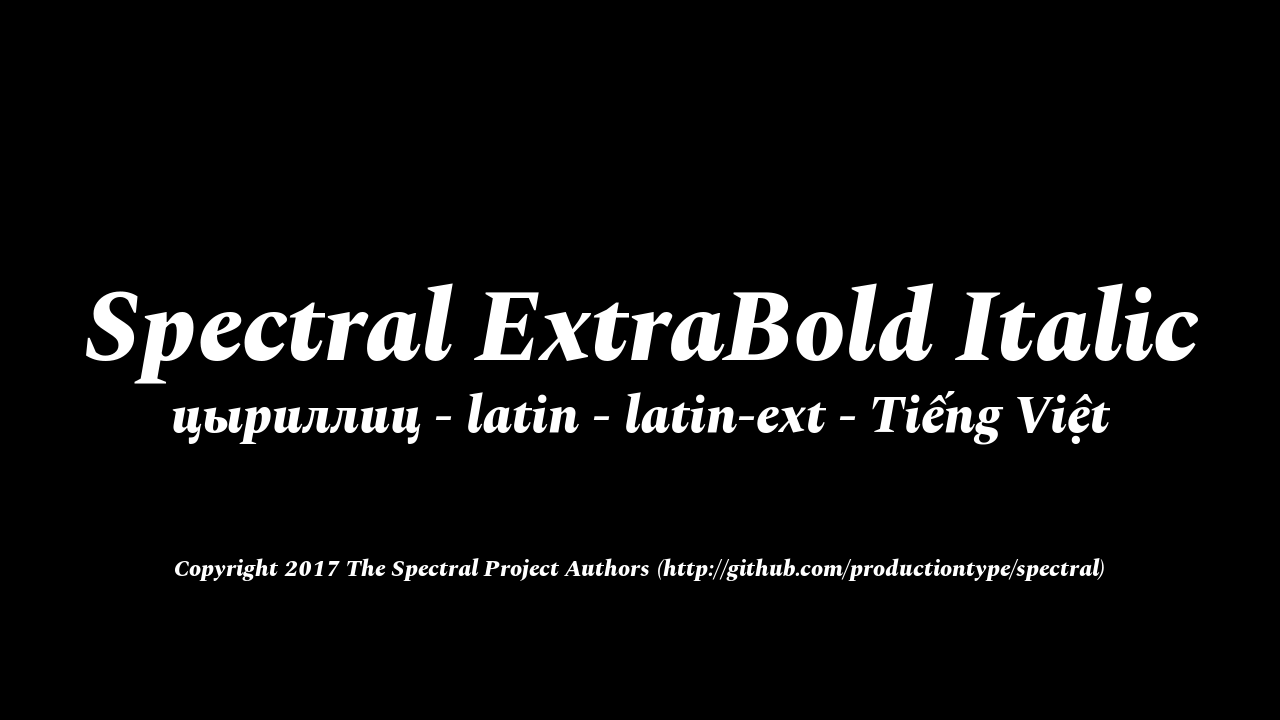 Spectral ExtraBold Italic
цыриллиц - latin - latin-ext - Tiếng Việt
Copyright 2017 The Spectral Project Authors (http://github.com/productiontype/spectral)